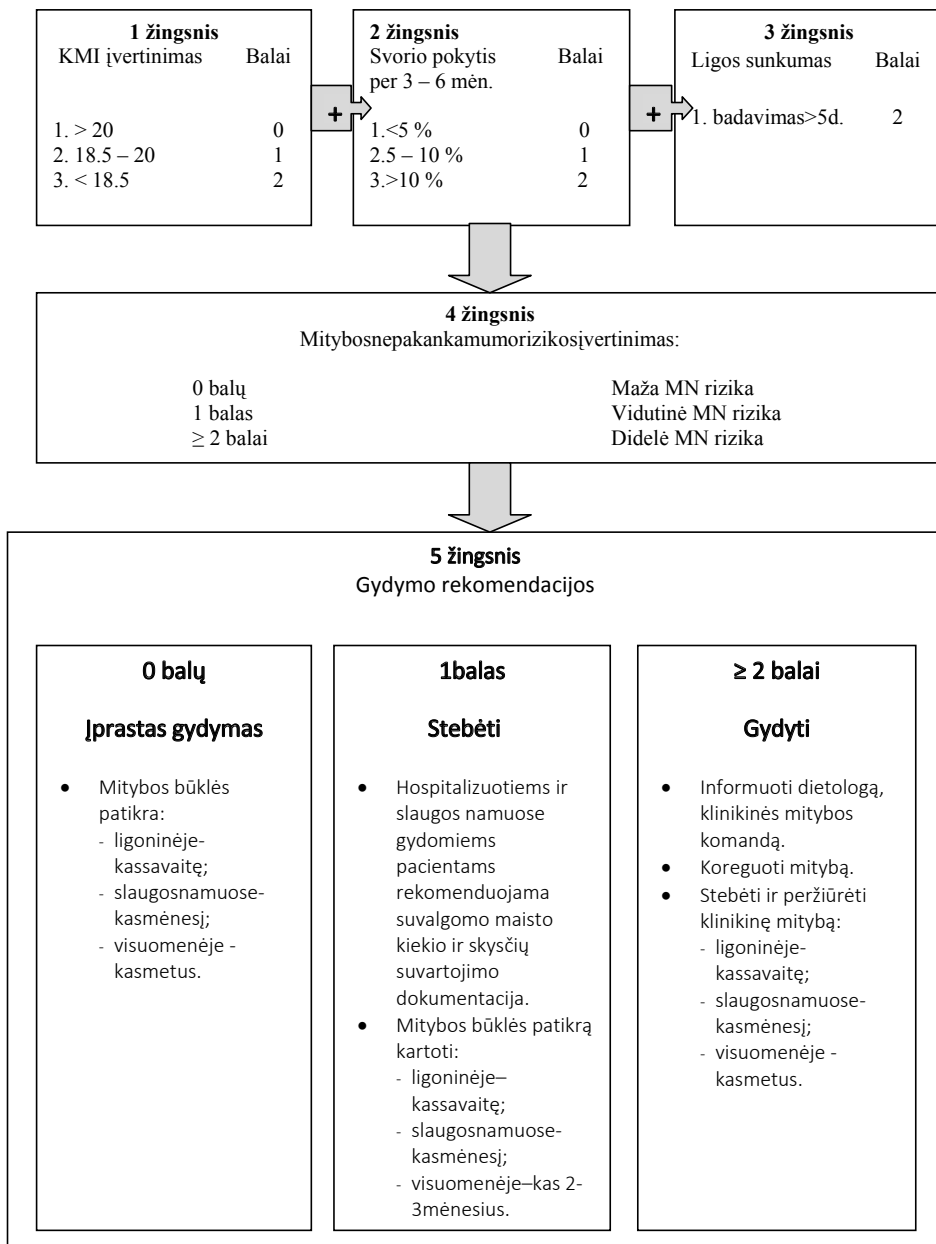 1 žingsnis
KMI įvertinimas Balai
1. > 20 0
2. 18.5 – 20 1
3. < 18.5 2
+
2 žingsnis
Svorio pokytis Balai
per 3 – 6 mėn.
1.<5 % 0
2.5 – 10 % 1
3.>10 % 2
+
3 žingsnis
Ligos sunkumas Balai
1. badavimas>5d. 2
4 žingsnis
Mitybosnepakankamumorizikosįvertinimas:
0 balų Maža MN rizika
1 balas Vidutinė MN rizika
≥ 2 balai Didelė MN rizika
5 žingsnis
Gydymo rekomendacijos
0 balų
Įprastas gydymas
• Mitybos būklės
patikra:
- ligoninėje-
kassavaitę;
- slaugosnamuose-
kasmėnesį;
- visuomenėje -
kasmetus.
1balas
Stebėti
• Hospitalizuotiems ir
slaugos namuose
gydomiems
pacientams
rekomenduojama
suvalgomo maisto
kiekio ir skysčių
suvartojimo
dokumentacija.
• Mitybos būklės patikrą
kartoti:
- ligoninėje–
kassavaitę;
- slaugosnamuose-
kasmėnesį;
- visuomenėje–kas 2-
3mėnesius.
≥ 2 balai
Gydyti
• Informuoti dietologą,
klinikinės mitybos
komandą.
• Koreguoti mitybą.
• Stebėti ir peržiūrėti
klinikinę mitybą:
- ligoninėje-
kassavaitę;
- slaugosnamuose-
kasmėnesį;
- visuomenėje -
kasmetus.